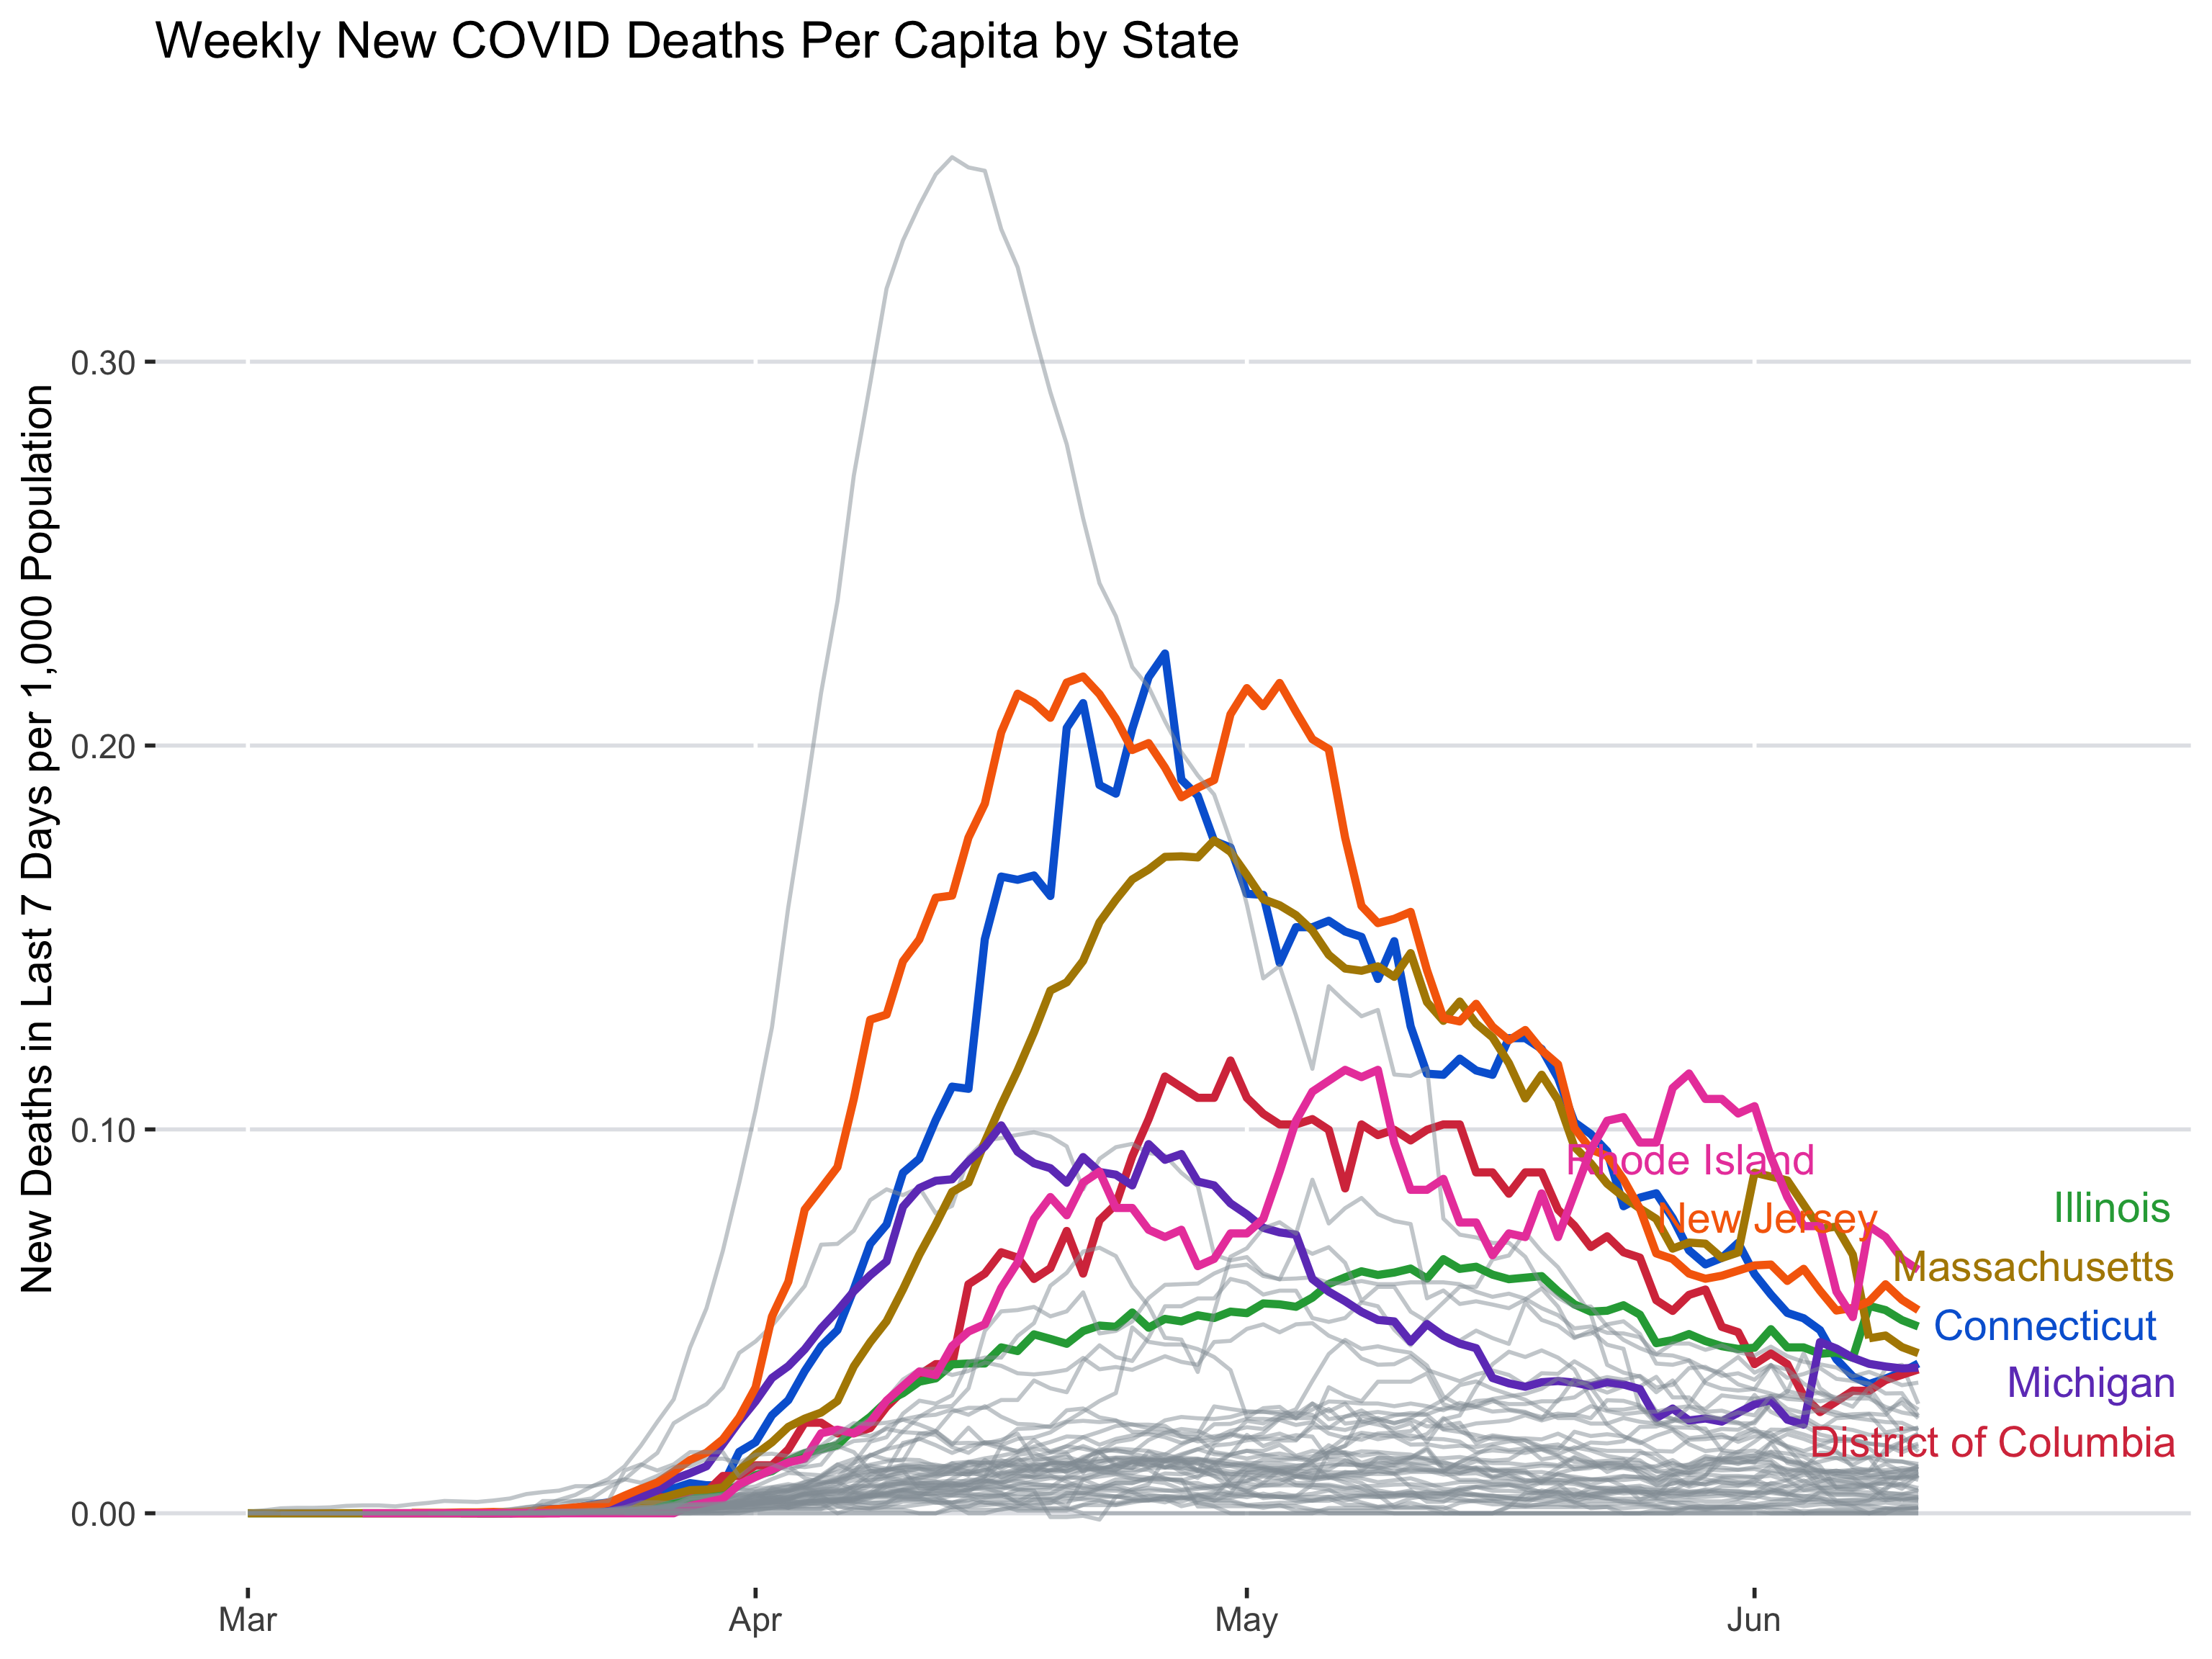 Weekly New COVID Deaths Per Capita by State
New Deaths in Last 7 Days per 1,000 Population
0.30
0.20
0.10
0.00
Rhode Island
Illinois
New Jersey
Massachusetts
Connecticut
Michigan
District of Columbia
Mar
Apr
May
Jun